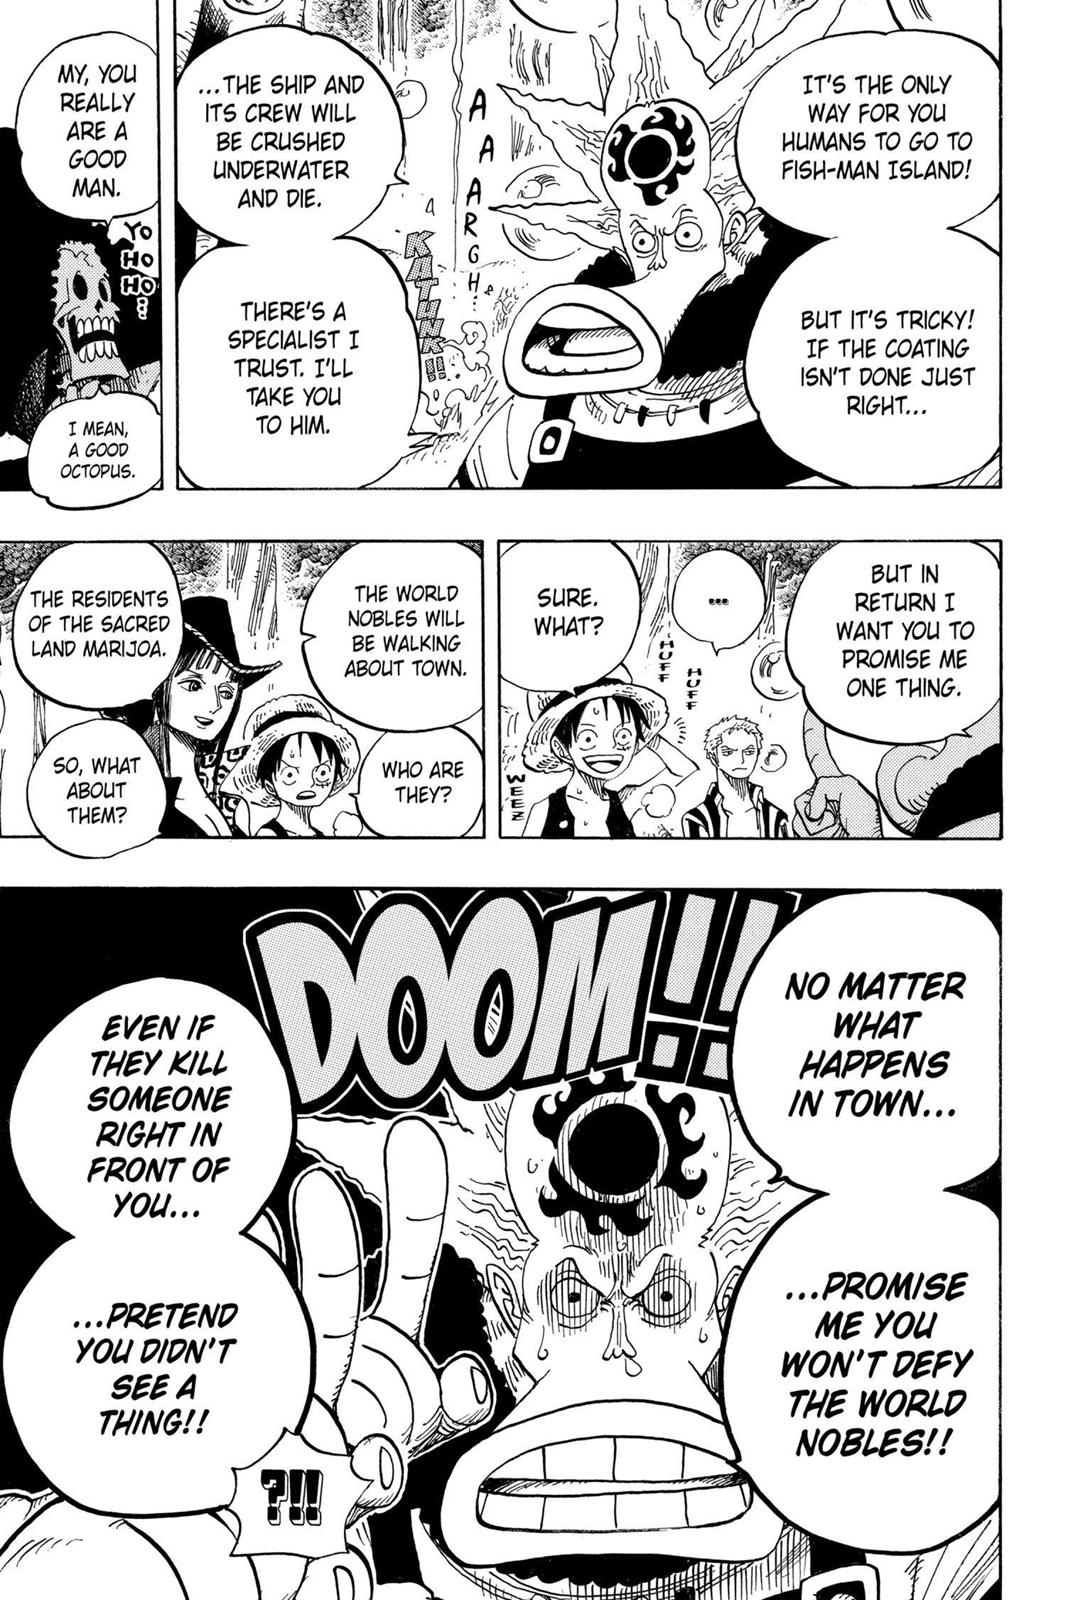 IT'S THE ONLY
WAY FOR YOU
HUMANS TO GO TO
FISH-MAN ISLAND!
BUT IT'S TRICKY!
IF THE COATING
ISN'T DONE JUST
RIGHT...
AAARGH...
KATUNK!!
...THE SHIP AND
ITS CREW WILL
BE CRUSHED
UNDERWATER
AND DIE.
THERE'S A
SPECIALIST I
TRUST. I'LL
TAKE YOU
TO HIM.
MY, YOU
REALLY
ARE A
GOOD
MAN.
YO
HO
HO...
I MEAN,
A GOOD
OCTOPUS.
BUT IN
RETURN I
WANT YOU TO
PROMISE ME
ONE THING.
...
SURE.
WHAT?
HUFF
HUFF
WEEZ
THE WORLD
NOBLES WILL
BE WALKING
ABOUT TOWN.
WHO ARE
THEY?
THE RESIDENTS
OF THE SACRED
LAND MARIJOA.
SO, WHAT
ABOUT
THEM?
DOOM!!
NO MATTER
WHAT
HAPPENS
IN TOWN...
...PROMISE
ME YOU
WON'T DEFY
THE WORLD
NOBLES!!
EVEN IF
THEY KILL
SOMEONE
RIGHT IN
FRONT OF
YOU...
...PRETEND
YOU DIDN'T
SEE A
THING!!
?!!